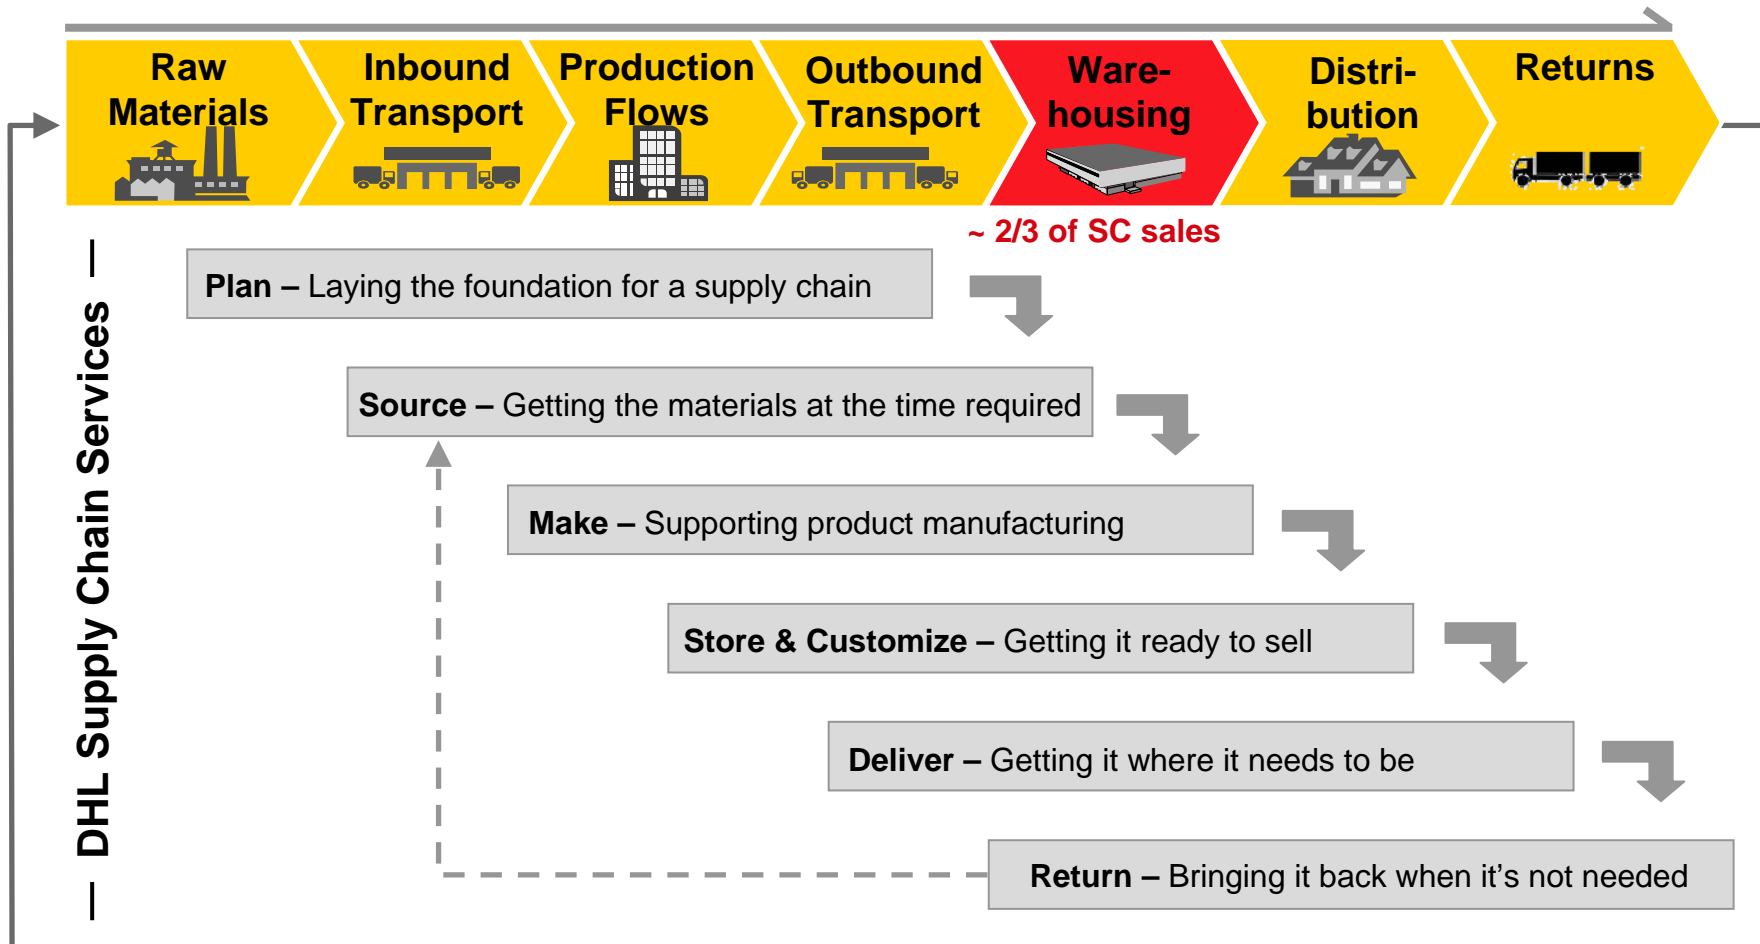 Raw
Materials
Inbound
Transport
Production
Flows
Outbound
Transport
Ware-
housing
Distri-
bution
Returns
~ 2/3 of SC sales
— DHL Supply Chain Services —
Plan – Laying the foundation for a supply chain
Source – Getting the materials at the time required
Make – Supporting product manufacturing
Store & Customize – Getting it ready to sell
Deliver – Getting it where it needs to be
Return – Bringing it back when it's not needed